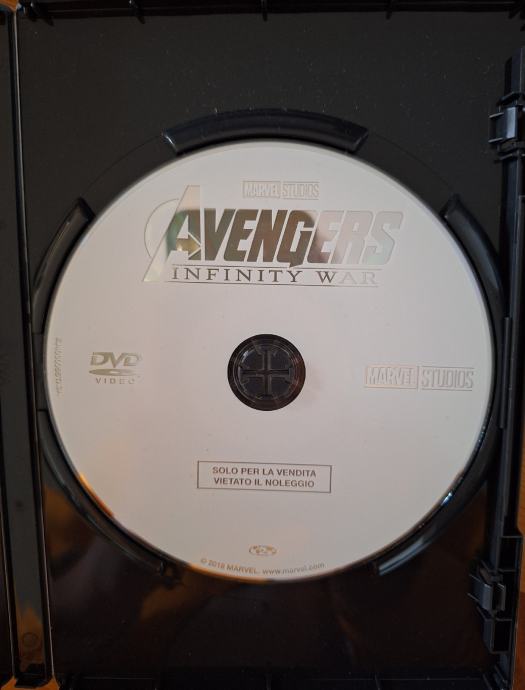 MARVEL STUDIOS
AVENGERS
INFINITY WAR
DVD
VIDEO
MARVEL STUDIOS
SOLO PER LA VENDITA
VIETATO IL NOLEGGIO
© 2018 MARVEL. www.marvel.com